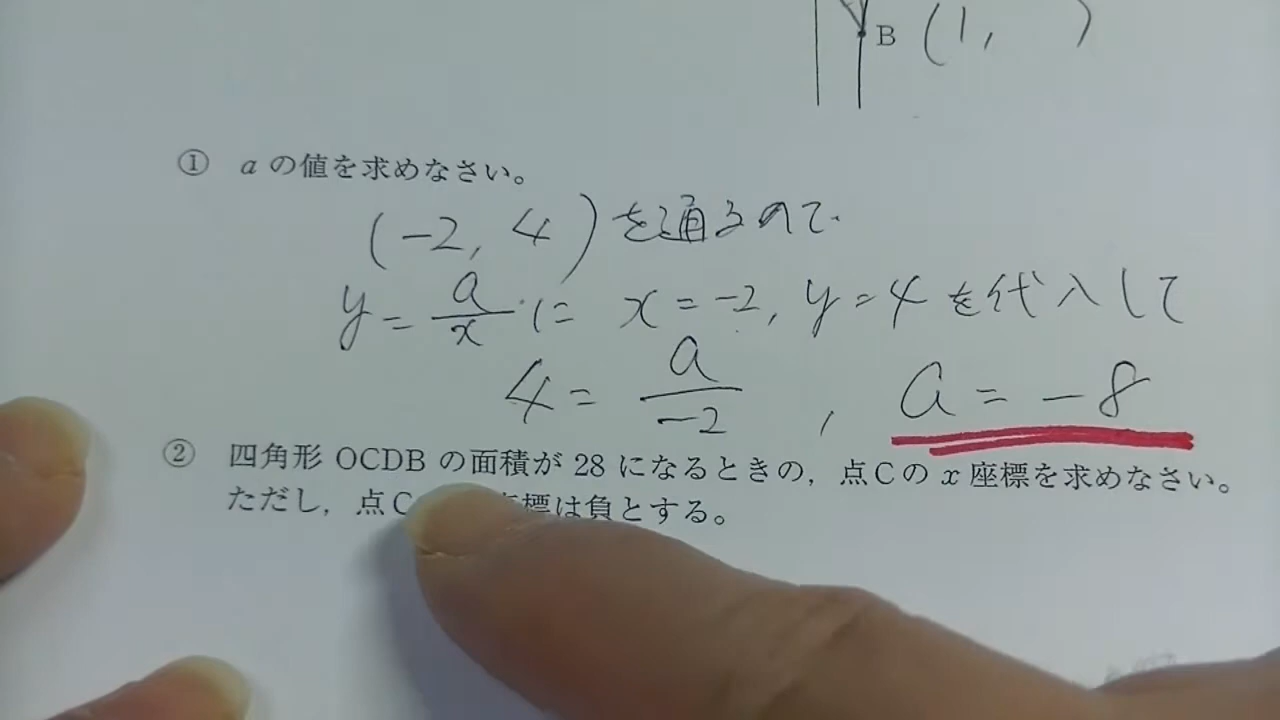 B (1, )
① aの値を求めなさい。
(-2, 4)を通るので
y = a/x に x = -2, y = 4 を代入して
4 = a/-2 , a = -8
② 四角形 OCDB の面積が 28 になるときの, 点Cの x 座標を求めなさい。
ただし, 点C 標は負とする。